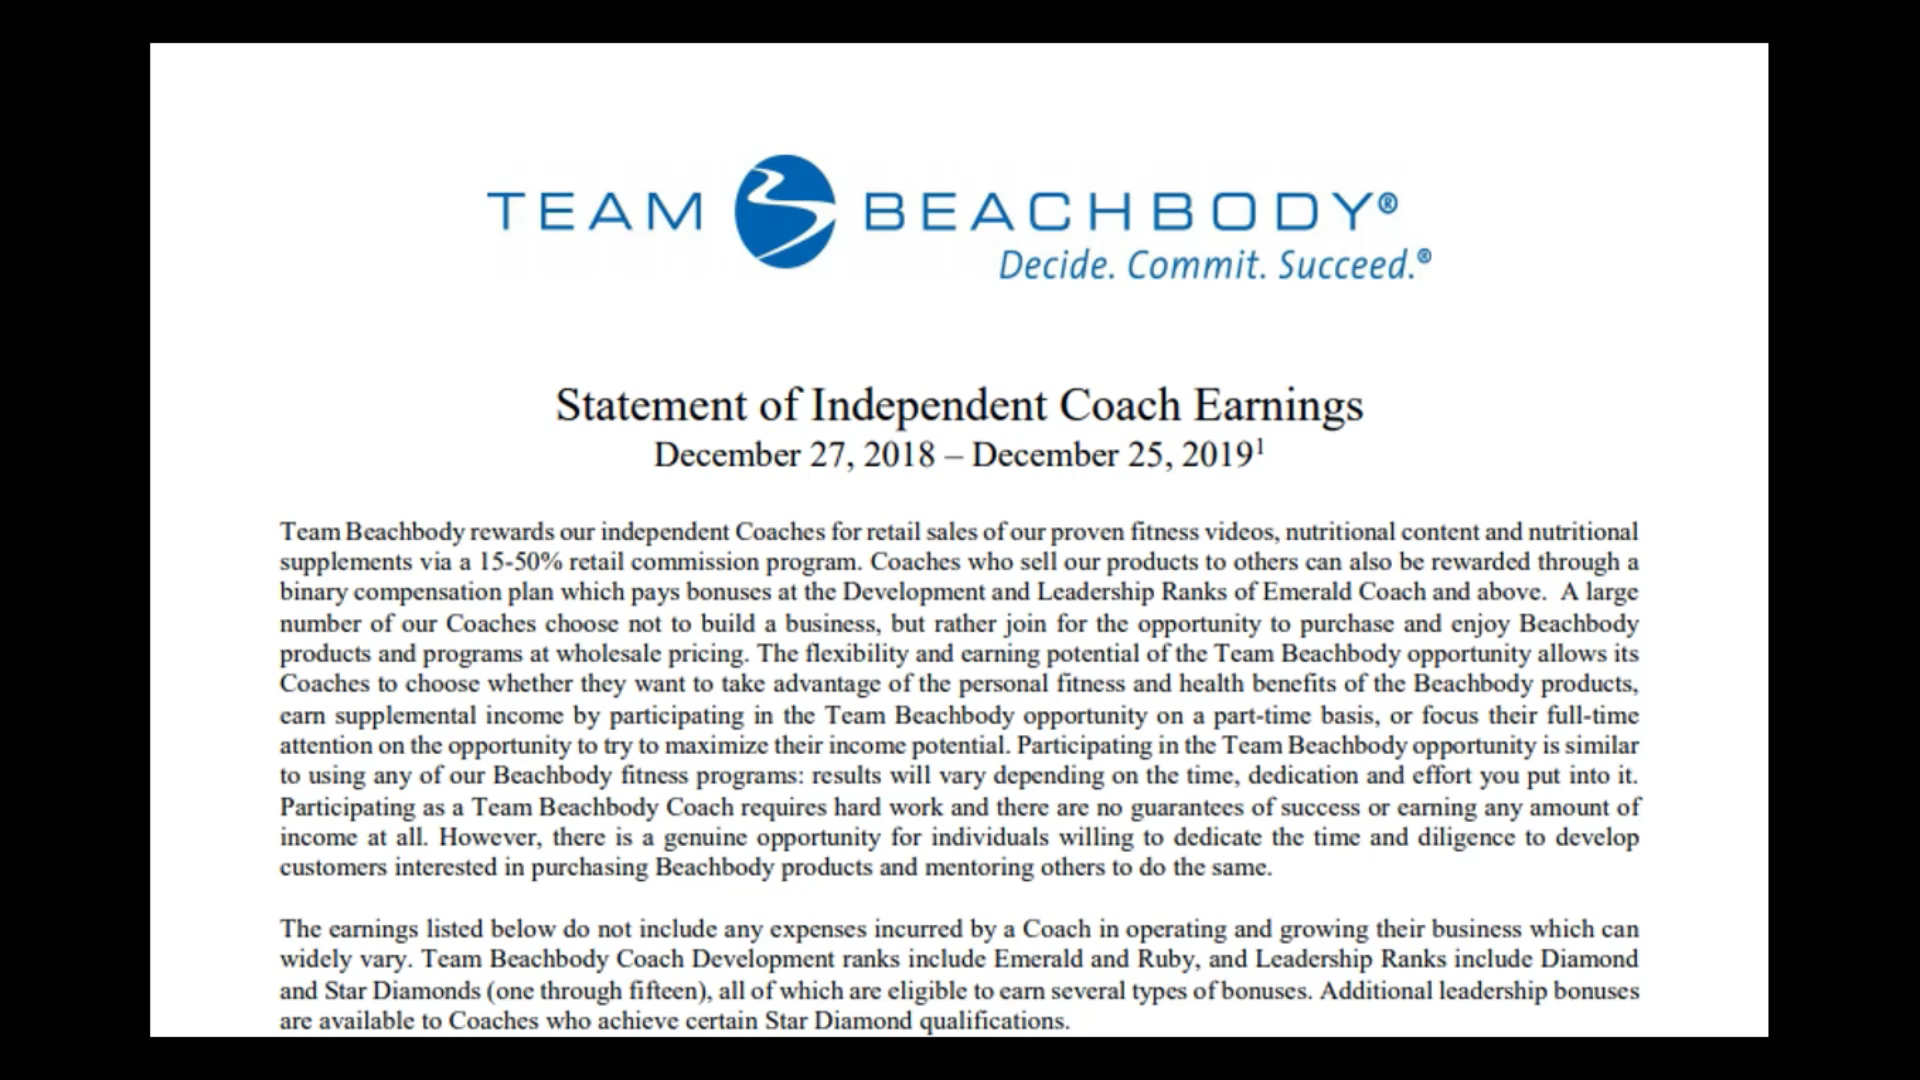 TEAM BEACHBODY®
Decide. Commit. Succeed.®
Statement of Independent Coach Earnings
December 27, 2018 – December 25, 2019¹
Team Beachbody rewards our independent Coaches for retail sales of our proven fitness videos, nutritional content and nutritional
supplements via a 15-50% retail commission program. Coaches who sell our products to others can also be rewarded through a
binary compensation plan which pays bonuses at the Development and Leadership Ranks of Emerald Coach and above. A large
number of our Coaches choose not to build a business, but rather join for the opportunity to purchase and enjoy Beachbody
products and programs at wholesale pricing. The flexibility and earning potential of the Team Beachbody opportunity allows its
Coaches to choose whether they want to take advantage of the personal fitness and health benefits of the Beachbody products,
earn supplemental income by participating in the Team Beachbody opportunity on a part-time basis, or focus their full-time
attention on the opportunity to try to maximize their income potential. Participating in the Team Beachbody opportunity is similar
to using any of our Beachbody fitness programs: results will vary depending on the time, dedication and effort you put into it.
Participating as a Team Beachbody Coach requires hard work and there are no guarantees of success or earning any amount of
income at all. However, there is a genuine opportunity for individuals willing to dedicate the time and diligence to develop
customers interested in purchasing Beachbody products and mentoring others to do the same.
The earnings listed below do not include any expenses incurred by a Coach in operating and growing their business which can
widely vary. Team Beachbody Coach Development ranks include Emerald and Ruby, and Leadership Ranks include Diamond
and Star Diamonds (one through fifteen), all of which are eligible to earn several types of bonuses. Additional leadership bonuses
are available to Coaches who achieve certain Star Diamond qualifications.